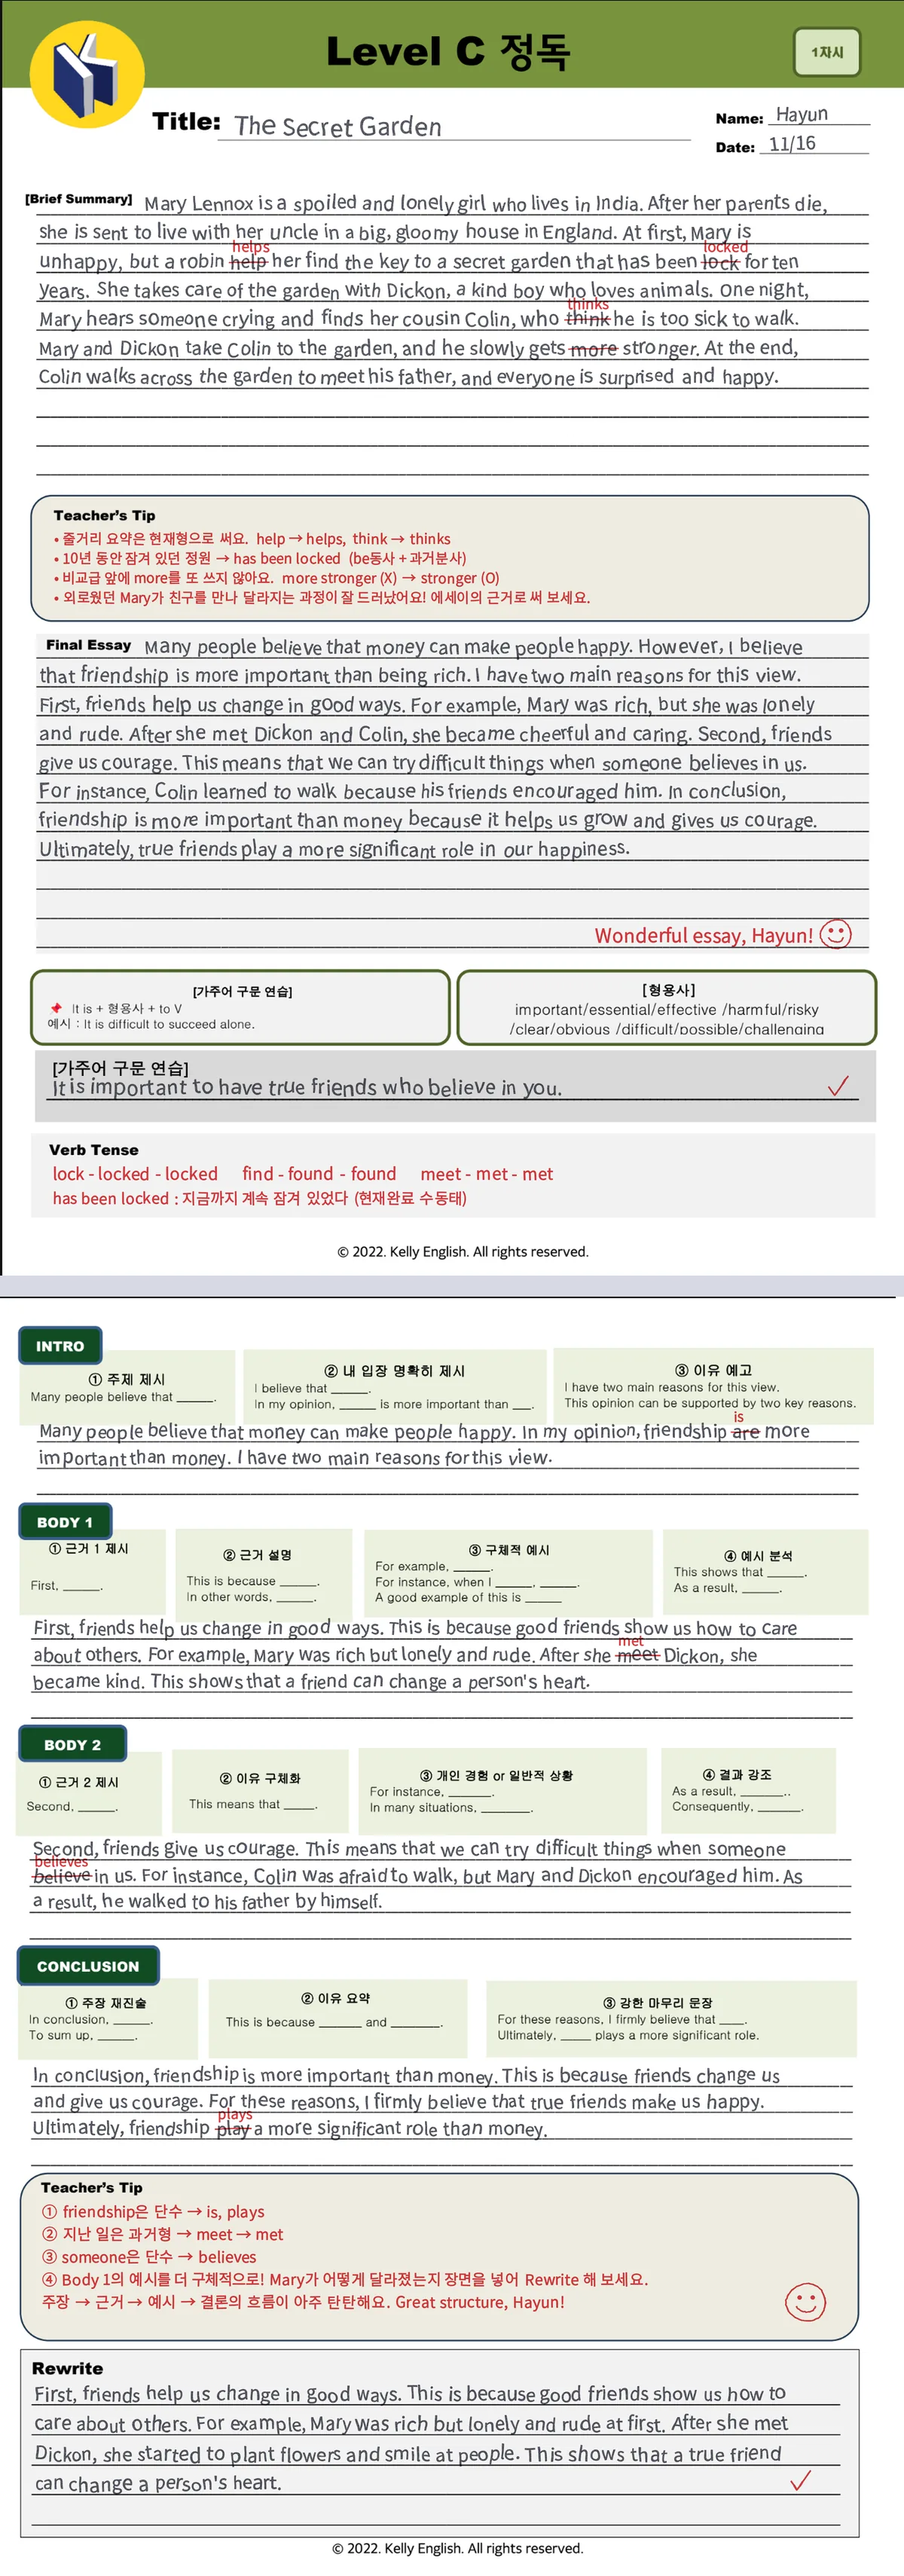 Level C 정독
1차시
Title: The Secret Garden
Name: Hayun
Date: 11/16
[Brief Summary] Mary Lennox is a spoiled and lonely girl who lives in India. After her parents die,
she is sent to live with her uncle in a big, gloomy house in England. At first, Mary is
helps locked
unhappy, but a robin help her find the key to a secret garden that has been lock for ten
years. She takes care of the garden with Dickon, a kind boy who loves animals. One night,
thinks
Mary hears someone crying and finds her cousin Colin, who think he is too sick to walk.
Mary and Dickon take Colin to the garden, and he slowly gets more stronger. At the end,
Colin walks across the garden to meet his father, and everyone is surprised and happy.
Teacher's Tip
• 줄거리 요약은 현재형으로 써요. help → helps, think → thinks
• 10년 동안 잠겨 있던 정원 → has been locked (be동사 + 과거분사)
• 비교급 앞에 more를 또 쓰지 않아요. more stronger (X) → stronger (O)
• 외로웠던 Mary가 친구를 만나 달라지는 과정이 잘 드러났어요! 에세이의 근거로 써 보세요.
Final Essay Many people believe that money can make people happy. However, I believe
that friendship is more important than being rich. I have two main reasons for this view.
First, friends help us change in good ways. For example, Mary was rich, but she was lonely
and rude. After she met Dickon and Colin, she became cheerful and caring. Second, friends
give us courage. This means that we can try difficult things when someone believes in us.
For instance, Colin learned to walk because his friends encouraged him. In conclusion,
friendship is more important than money because it helps us grow and gives us courage.
Ultimately, true friends play a more significant role in our happiness.
Wonderful essay, Hayun!
[가주어 구문 연습]
It is + 형용사 + to V
예시 : It is difficult to succeed alone.
[형용사]
important/essential/effective /harmful/risky
/clear/obvious /difficult/possible/challenging
[가주어 구문 연습]
It is important to have true friends who believe in you.
Verb Tense
lock - locked - locked find - found - found meet - met - met
has been locked : 지금까지 계속 잠겨 있었다 (현재완료 수동태)
© 2022. Kelly English. All rights reserved.
INTRO
① 주제 제시
Many people believe that _____.
② 내 입장 명확히 제시
I believe that _____.
In my opinion, _____ is more important than ___.
③ 이유 예고
I have two main reasons for this view.
This opinion can be supported by two key reasons.
is
Many people believe that money can make people happy. In my opinion, friendship are more
important than money. I have two main reasons for this view.
BODY 1
① 근거 1 제시
First, _____.
② 근거 설명
This is because _____.
In other words, _____.
③ 구체적 예시
For example, _____.
For instance, when I _____, _____.
A good example of this is _____
④ 예시 분석
This shows that _____.
As a result, _____.
First, friends help us change in good ways. This is because good friends show us how to care
met
about others. For example, Mary was rich but lonely and rude. After she meet Dickon, she
became kind. This shows that a friend can change a person's heart.
BODY 2
① 근거 2 제시
Second, _____.
② 이유 구체화
This means that _____.
③ 개인 경험 or 일반적 상황
For instance, _____.
In many situations, _____.
④ 결과 강조
As a result, _____..
Consequently, _____.
Second, friends give us courage. This means that we can try difficult things when someone
believes
believe in us. For instance, Colin was afraid to walk, but Mary and Dickon encouraged him. As
a result, he walked to his father by himself.
CONCLUSION
① 주장 재진술
In conclusion, _____.
To sum up, _____.
② 이유 요약
This is because _____ and _____.
③ 강한 마무리 문장
For these reasons, I firmly believe that ____.
Ultimately, ____ plays a more significant role.
In conclusion, friendship is more important than money. This is because friends change us
and give us courage. For these reasons, I firmly believe that true friends make us happy.
plays
Ultimately, friendship play a more significant role than money.
Teacher's Tip
① friendship은 단수 → is, plays
② 지난 일은 과거형 → meet → met
③ someone은 단수 → believes
④ Body 1의 예시를 더 구체적으로! Mary가 어떻게 달라졌는지 장면을 넣어 Rewrite 해 보세요.
주장 → 근거 → 예시 → 결론의 흐름이 아주 탄탄해요. Great structure, Hayun!
Rewrite
First, friends help us change in good ways. This is because good friends show us how to
care about others. For example, Mary was rich but lonely and rude at first. After she met
Dickon, she started to plant flowers and smile at people. This shows that a true friend
can change a person's heart.
© 2022. Kelly English. All rights reserved.